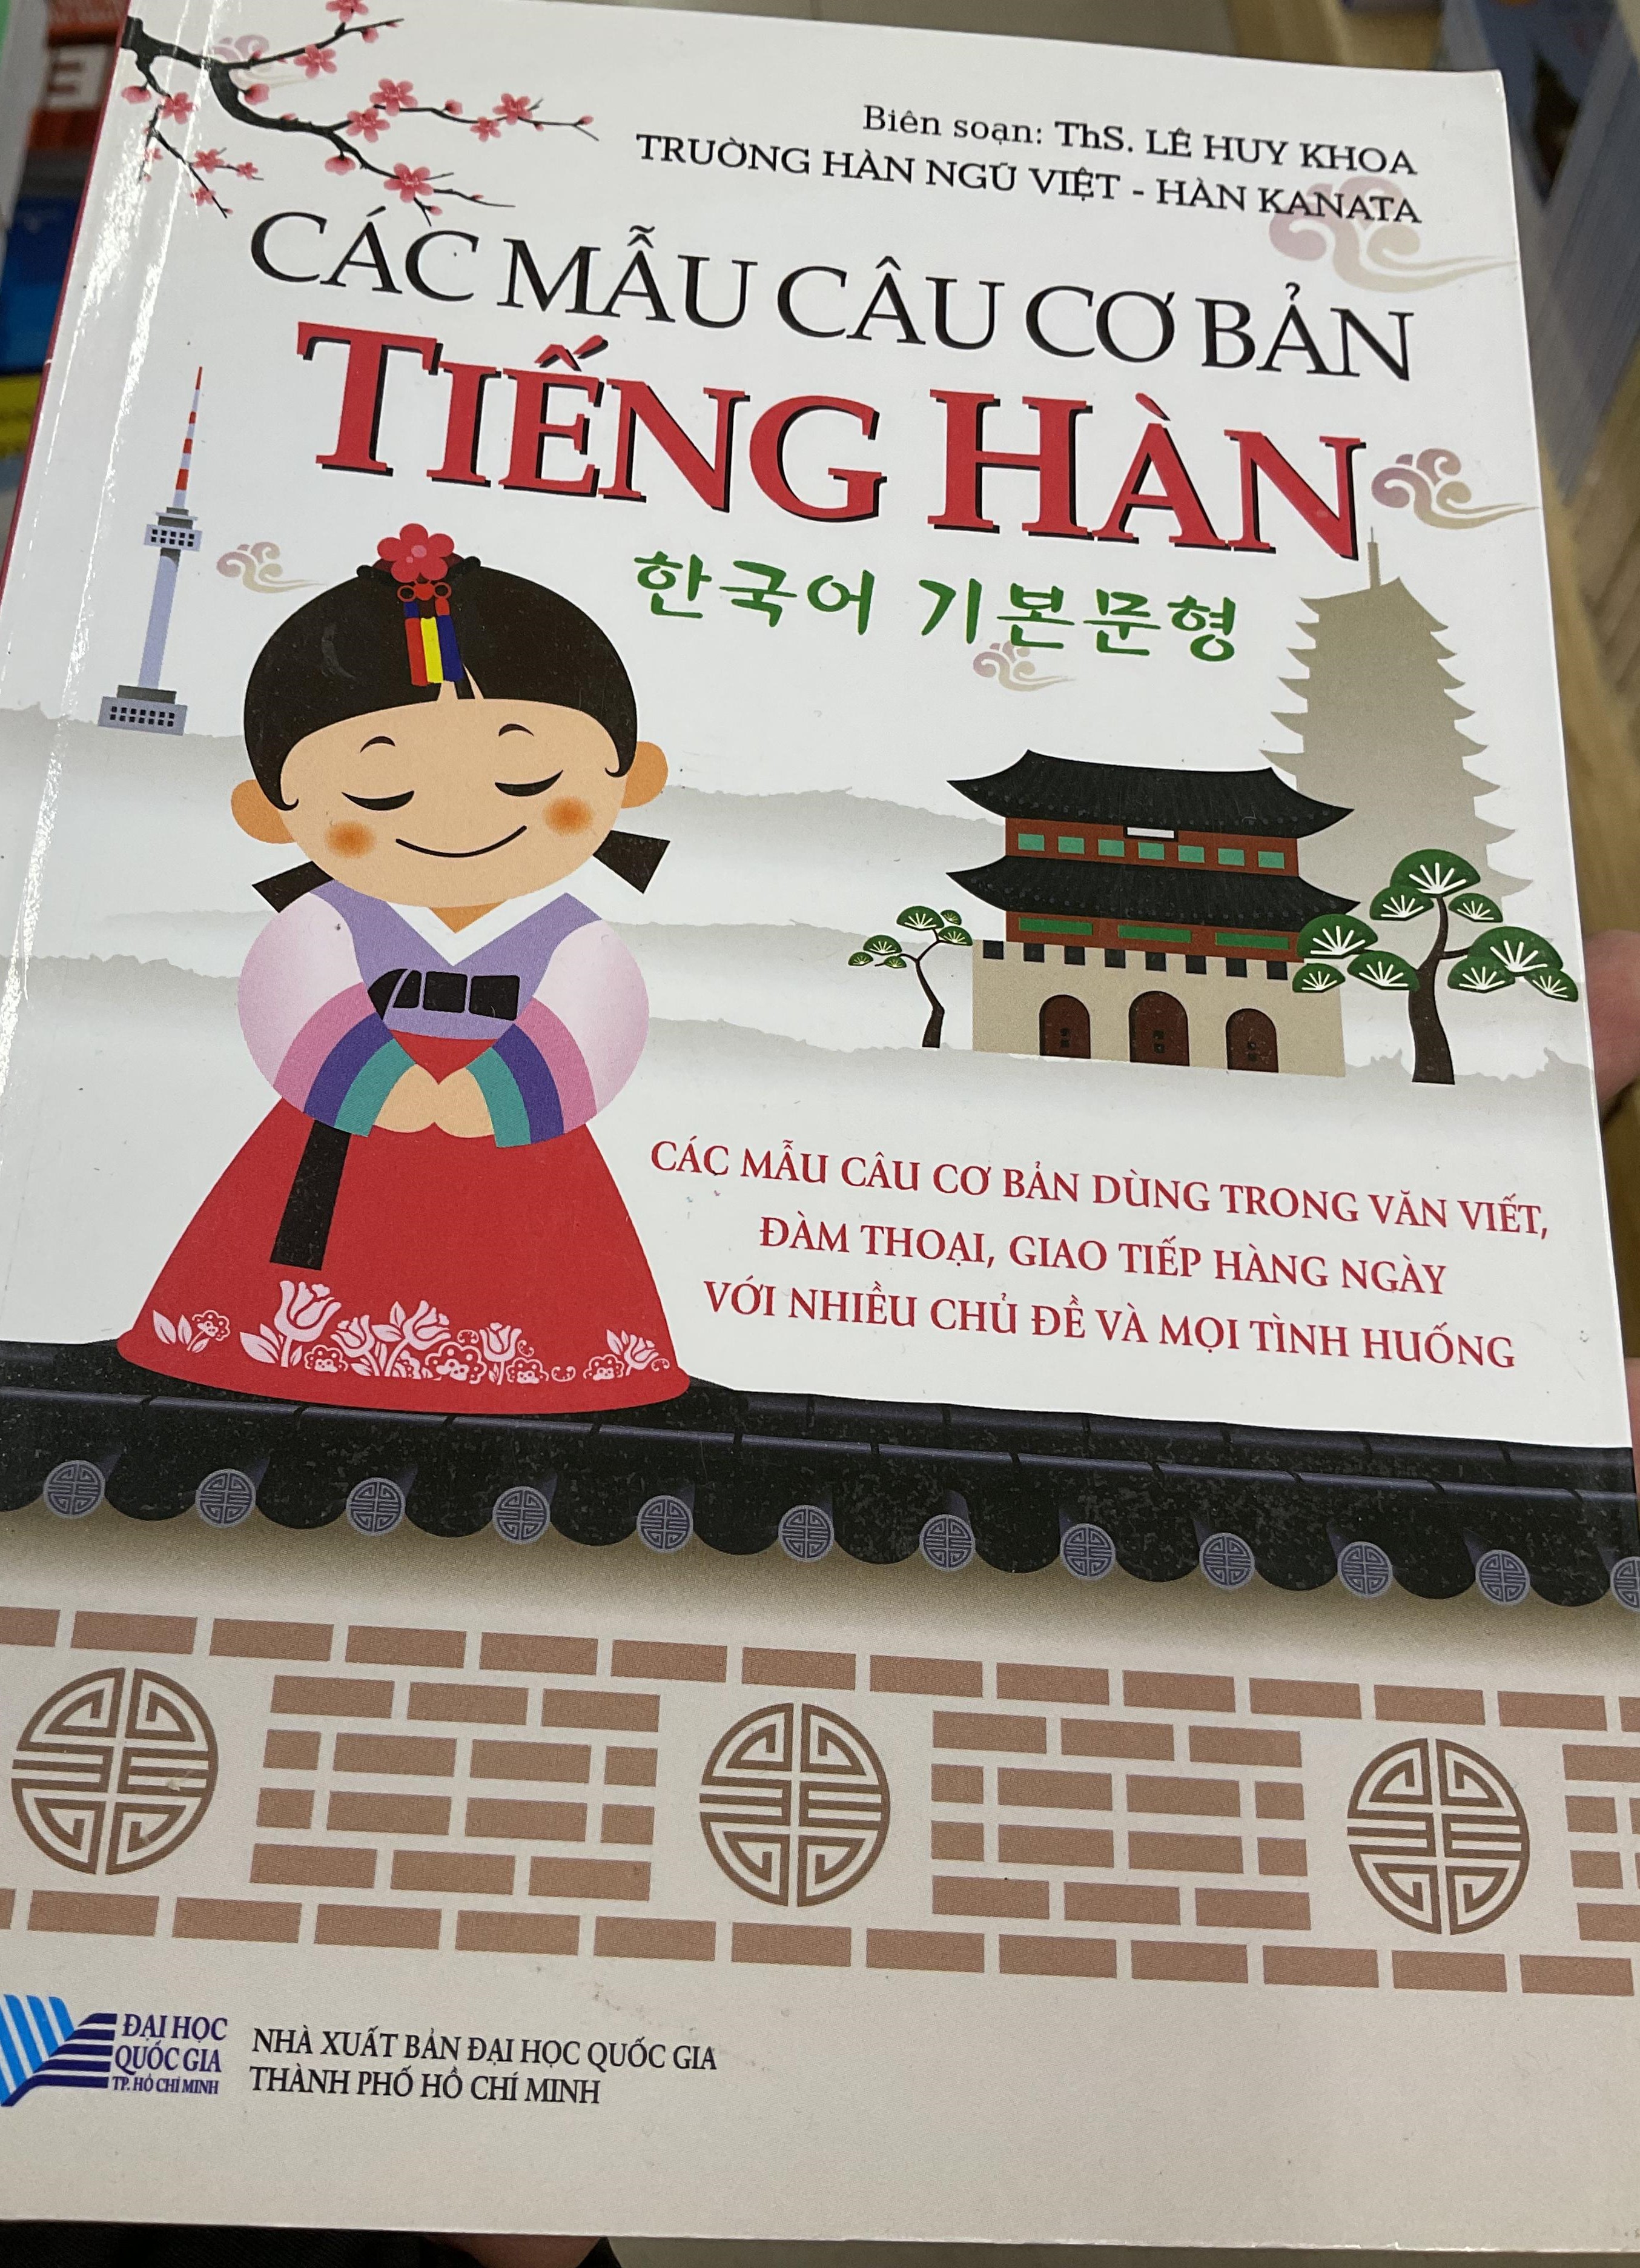 Biên soạn: ThS. LÊ HUY KHOA
TRƯỜNG HÀN NGỮ VIỆT - HÀN KANATA
CÁC MẪU CÂU CƠ BẢN
TIẾNG HÀN
한국어 기본문형
CÁC MẪU CÂU CƠ BẢN DÙNG TRONG VĂN VIẾT,
ĐÀM THOẠI, GIAO TIẾP HÀNG NGÀY
VỚI NHIỀU CHỦ ĐỀ VÀ MỌI TÌNH HUỐNG
ĐẠI HỌC
QUỐC GIA
TP. HỒ CHÍ MINH
NHÀ XUẤT BẢN ĐẠI HỌC QUỐC GIA
THÀNH PHỐ HỒ CHÍ MINH